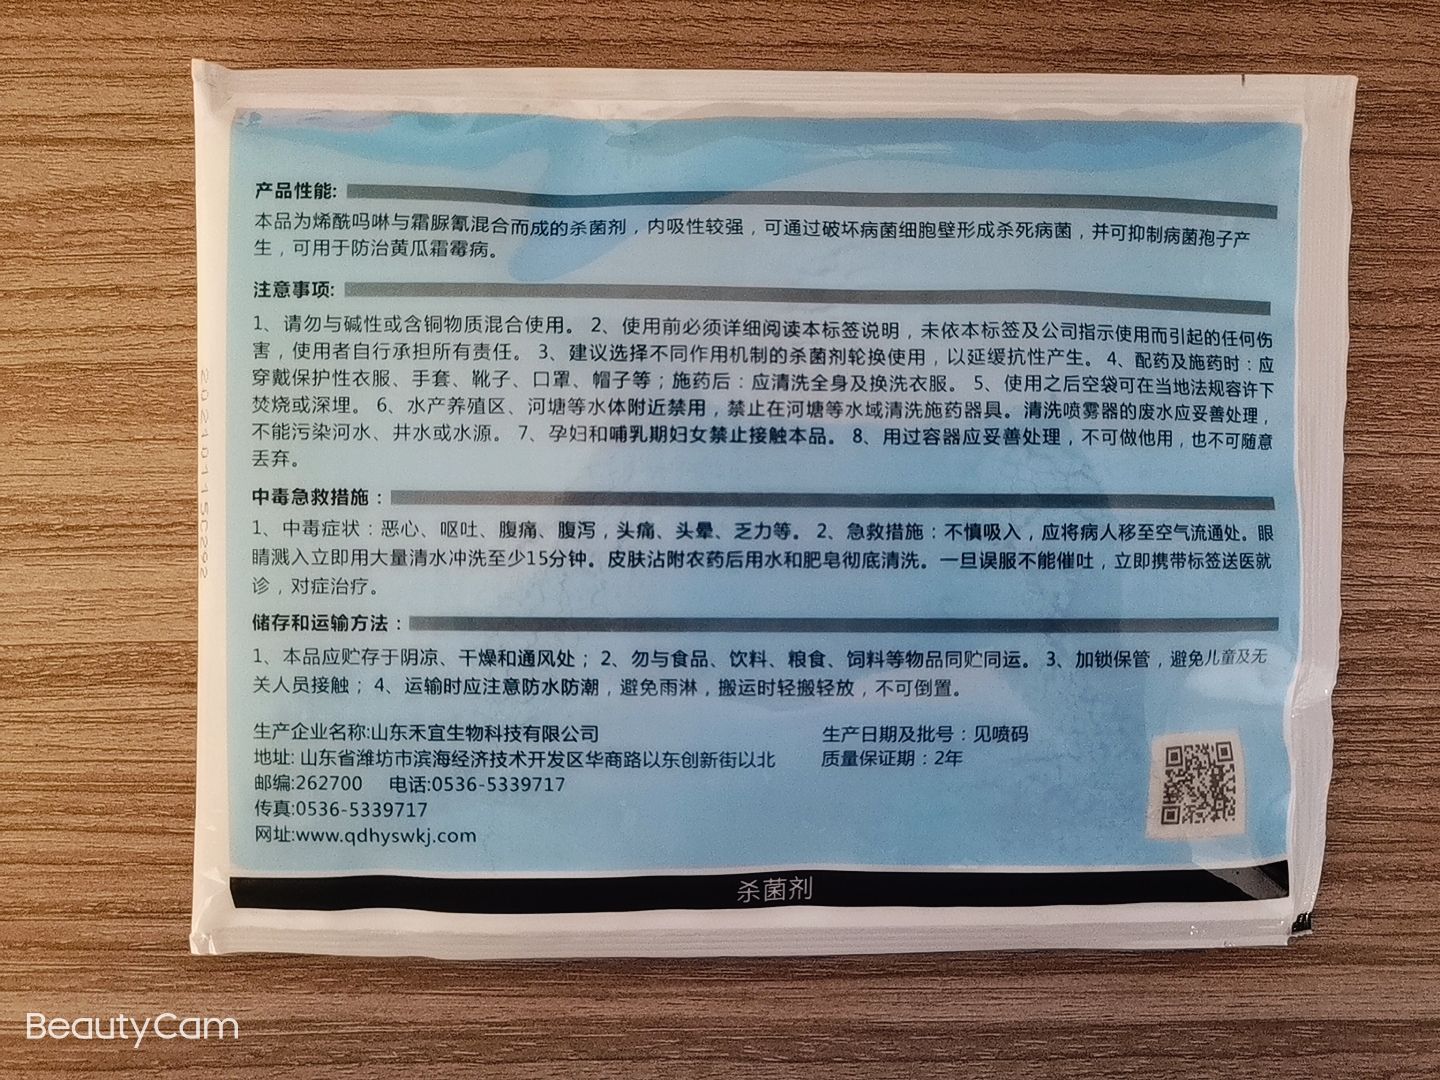 产品性能:
本品为烯酰吗啉与霜脲氰混合而成的杀菌剂，内吸性较强，可通过破坏病菌细胞壁形成杀死病菌，并可抑制病菌孢子产
生，可用于防治黄瓜霜霉病。
注意事项:
1、请勿与碱性或含铜物质混合使用。2、使用前必须详细阅读本标签说明，未依本标签及公司指示使用而引起的任何伤
害，使用者自行承担所有责任。3、建议选择不同作用机制的杀菌剂轮换使用，以延缓抗性产生。4、配药及施药时：应
穿戴保护性衣服、手套、靴子、口罩、帽子等；施药后：应清洗全身及换洗衣服。5、使用之后空袋可在当地法规容许下
焚烧或深埋。6、水产养殖区、河塘等水体附近禁用，禁止在河塘等水域清洗施药器具。清洗喷雾器的废水应妥善处理，
不能污染河水、井水或水源。7、孕妇和哺乳期妇女禁止接触本品。8、用过容器应妥善处理，不可做他用，也不可随意
丢弃。
中毒急救措施：
1、中毒症状：恶心、呕吐、腹痛、腹泻，头痛、头晕、乏力等。2、急救措施：不慎吸入，应将病人移至空气流通处。眼
睛溅入立即用大量清水冲洗至少15分钟。皮肤沾附农药后用水和肥皂彻底清洗。一旦误服不能催吐，立即携带标签送医就
诊，对症治疗。
储存和运输方法：
1、本品应贮存于阴凉、干燥和通风处；2、勿与食品、饮料、粮食、饲料等物品同贮同运。3、加锁保管，避免儿童及无
关人员接触；4、运输时应注意防水防潮，避免雨淋，搬运时轻搬轻放，不可倒置。
生产企业名称:山东禾宜生物科技有限公司
地址: 山东省潍坊市滨海经济技术开发区华商路以东创新街以北
邮编:262700 电话:0536-5339717
传真:0536-5339717
网址:www.qdhyswkj.com
生产日期及批号：见喷码
质量保证期：2年
杀菌剂
BeautyCam